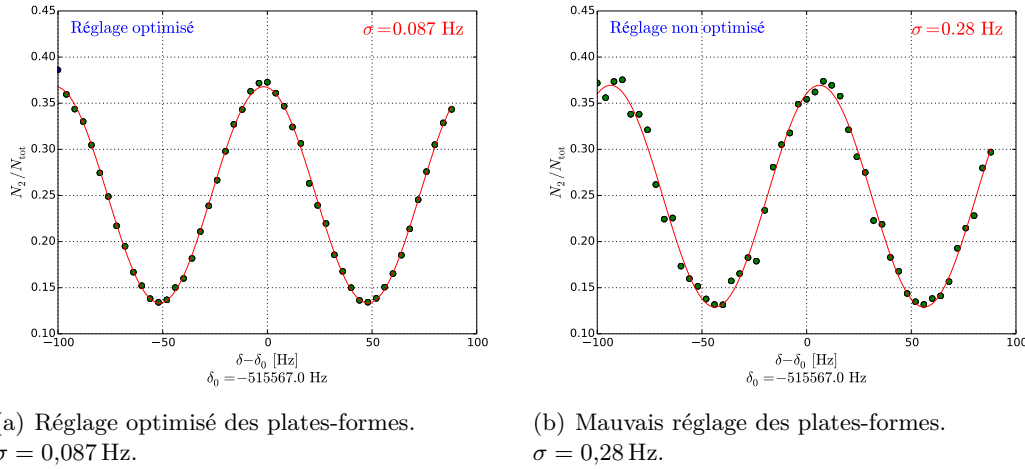 0.45
0.40
0.35
0.30
0.25
0.20
0.15
0.10
N₂/N_tot
Réglage optimisé
σ = 0.087 Hz
−100
−50
0
50
100
δ−δ₀ [Hz]
δ₀ = −515567.0 Hz
0.45
0.40
0.35
0.30
0.25
0.20
0.15
0.10
N₂/N_tot
Réglage non optimisé
σ = 0.28 Hz
−100
−50
0
50
100
δ−δ₀ [Hz]
δ₀ = −515567.0 Hz
a) Réglage optimisé des plates-formes.
σ = 0,087 Hz.
(b) Mauvais réglage des plates-formes.
σ = 0,28 Hz.